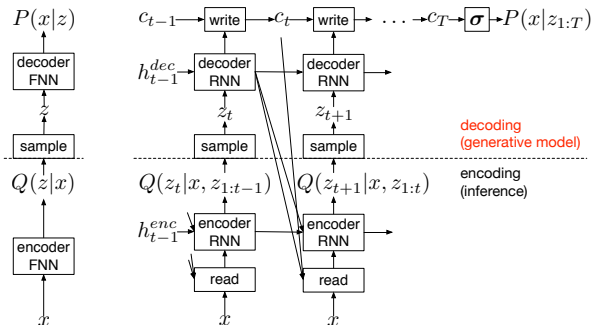 P(x|z)
decoder
FNN
z
sample
Q(z|x)
encoder
FNN
x
c_{t-1} write c_t write ... c_T σ P(x|z_{1:T})
h_{t-1}^{dec} decoder RNN decoder RNN
z_t z_{t+1}
sample sample
decoding
(generative model)
encoding
(inference)
Q(z_t|x, z_{1:t-1}) Q(z_{t+1}|x, z_{1:t})
h_{t-1}^{enc} encoder RNN encoder RNN
read read
x x